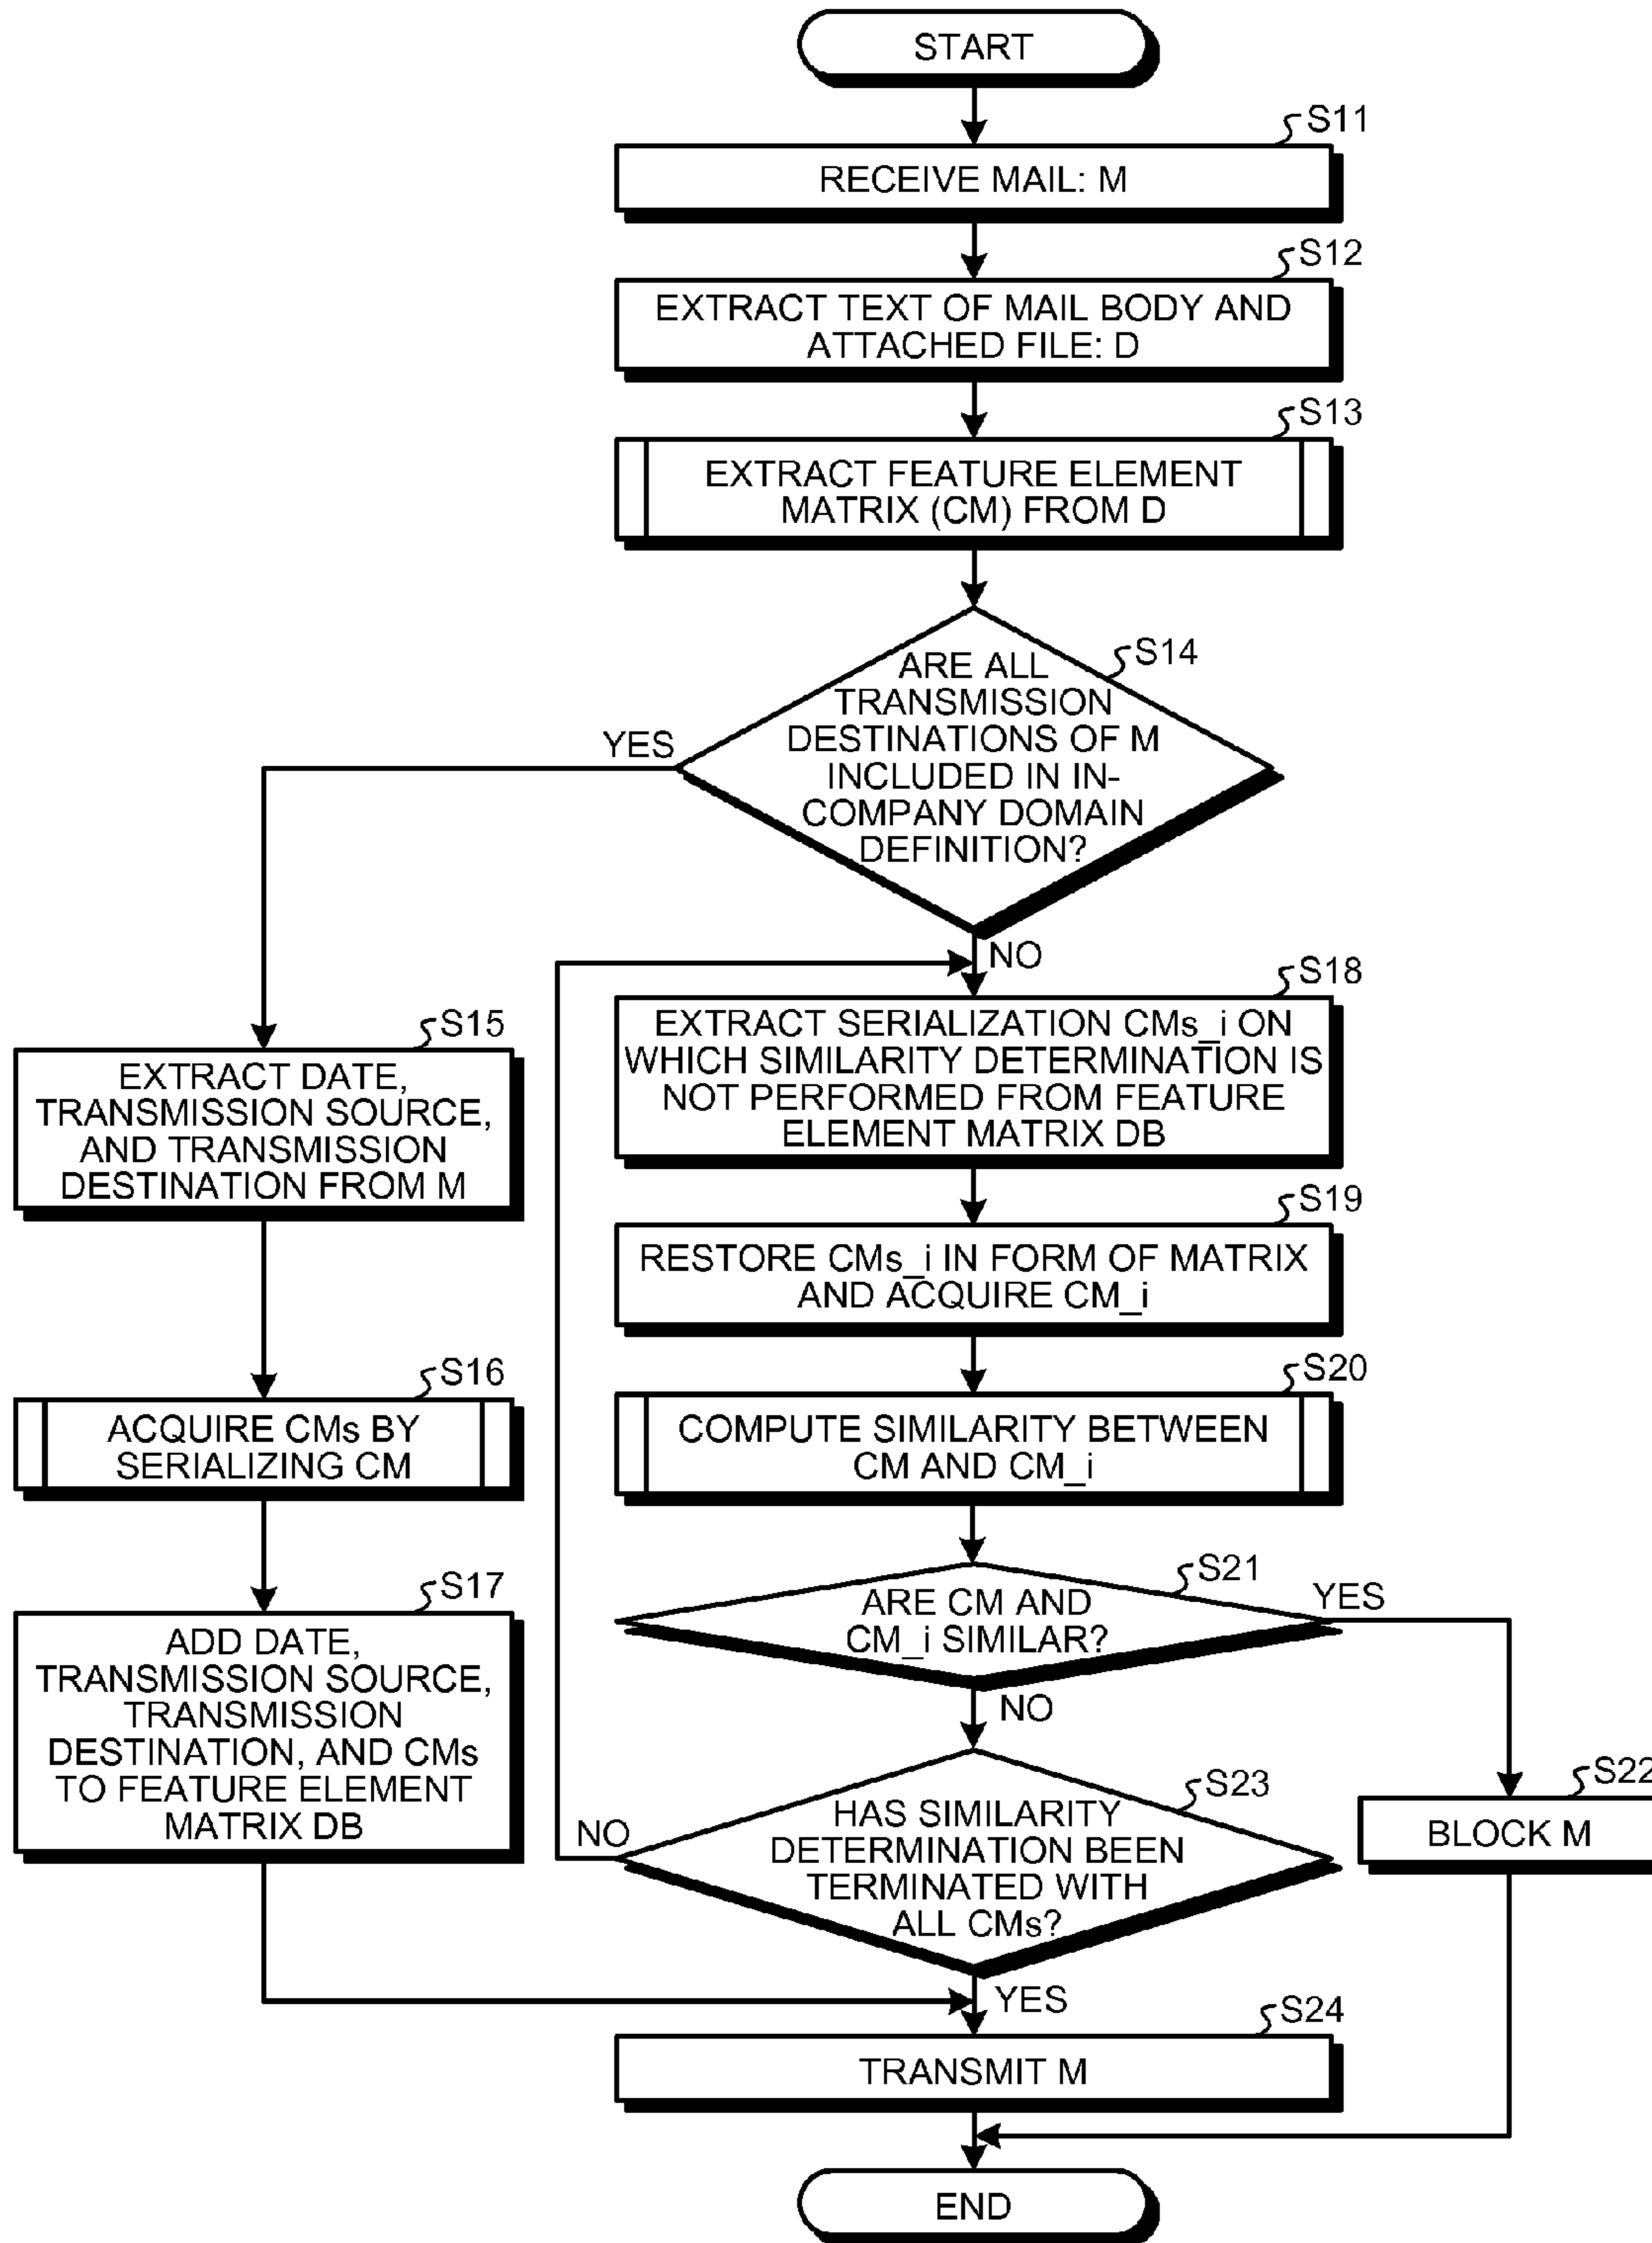 START
S11
RECEIVE MAIL: M
S12
EXTRACT TEXT OF MAIL BODY AND
ATTACHED FILE: D
S13
EXTRACT FEATURE ELEMENT
MATRIX (CM) FROM D
S14
ARE ALL
TRANSMISSION
DESTINATIONS OF M
INCLUDED IN IN-
COMPANY DOMAIN
DEFINITION?
YES
NO
S15
EXTRACT DATE,
TRANSMISSION SOURCE,
AND TRANSMISSION
DESTINATION FROM M
S16
ACQUIRE CMs BY
SERIALIZING CM
S17
ADD DATE,
TRANSMISSION SOURCE,
TRANSMISSION
DESTINATION, AND CMs
TO FEATURE ELEMENT
MATRIX DB
S18
EXTRACT SERIALIZATION CMs_i ON
WHICH SIMILARITY DETERMINATION IS
NOT PERFORMED FROM FEATURE
ELEMENT MATRIX DB
S19
RESTORE CMs_i IN FORM OF MATRIX
AND ACQUIRE CM_i
S20
COMPUTE SIMILARITY BETWEEN
CM AND CM_i
S21
ARE CM AND
CM_i SIMILAR?
YES
NO
S22
BLOCK M
S23
HAS SIMILARITY
DETERMINATION BEEN
TERMINATED WITH
ALL CMs?
NO
YES
S24
TRANSMIT M
END